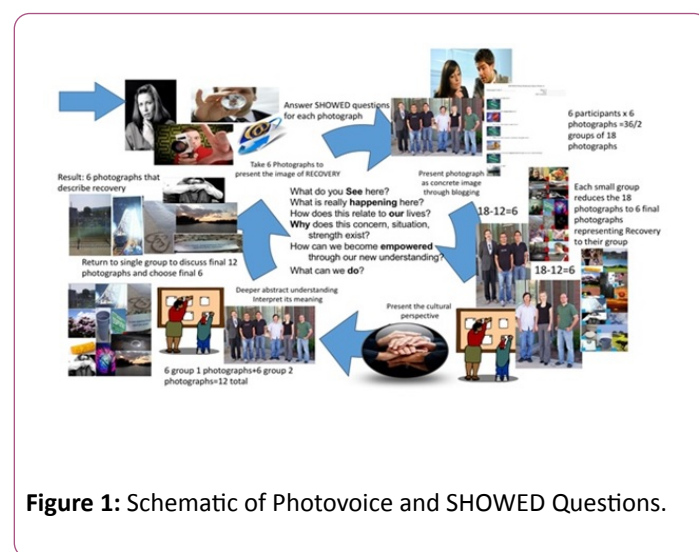 Answer SHOWED questions
for each photograph
6 participants x 6
photographs =36/2
groups of 18
photographs
Take 6 Photographs to
present the image of RECOVERY
Present photograph
as concrete image
through blogging
Result: 6 photographs that
describe recovery
What do you See here?
What is really happening here?
How does this relate to our lives?
Why does this concern, situation,
strength exist?
How can we become empowered
through our new understanding?
What can we do?
Each small group
reduces the 18
photographs to 6 final
photographs
representing Recovery
to their group
18-12=6
18-12=6
Return to single group to discuss final 12
photographs and choose final 6
Deeper abstract understanding
Interpret its meaning
Present the cultural
perspective
6 group 1 photographs+6 group 2
photographs=12 total
Figure 1: Schematic of Photovoice and SHOWED Questions.